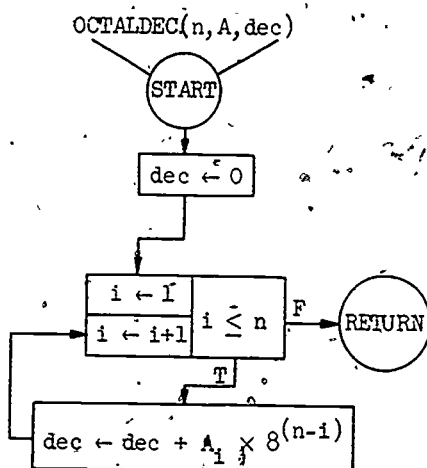 OCTALDEC(n, A, dec)
START
dec ← 0
i ← 1
i ← i+1
i ≤ n
F
RETURN
T
dec ← dec + A_i × 8^(n-i)